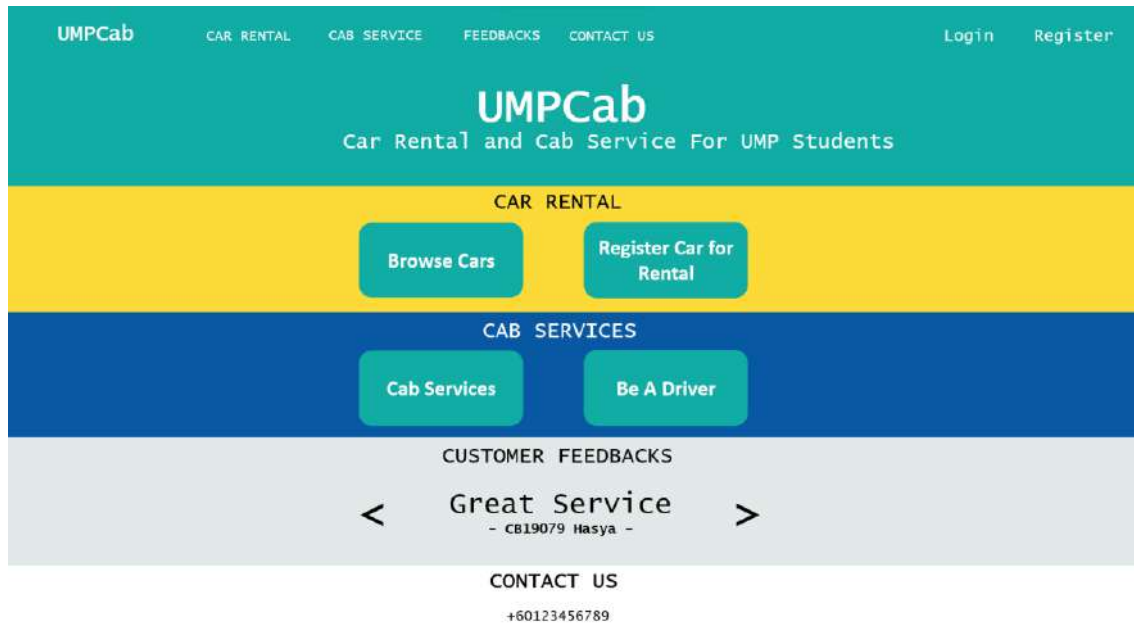 UMPCab CAR RENTAL CAB SERVICE FEEDBACKS CONTACT US Login Register
UMPCab
Car Rental and Cab Service For UMP Students
CAR RENTAL
Browse Cars
Register Car for
Rental
CAB SERVICES
Cab Services
Be A Driver
CUSTOMER FEEDBACKS
< Great Service >
- CB19079 Hasya -
CONTACT US
+60123456789